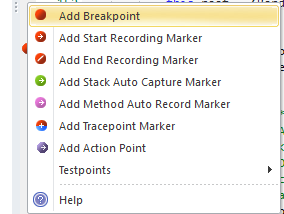 Add Breakpoint
Add Start Recording Marker
Add End Recording Marker
Add Stack Auto Capture Marker
Add Method Auto Record Marker
Add Tracepoint Marker
Add Action Point
Testpoints
Help